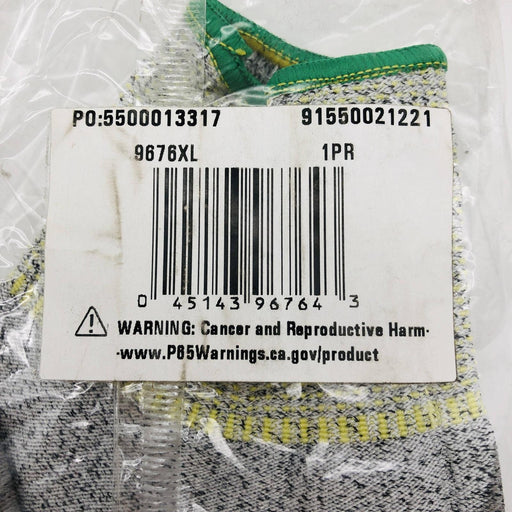 PO:5500013317 91550021221
9676XL 1PR
0 45143 96764 3
WARNING: Cancer and Reproductive Harm-
-www.P65Warnings.ca.gov/product